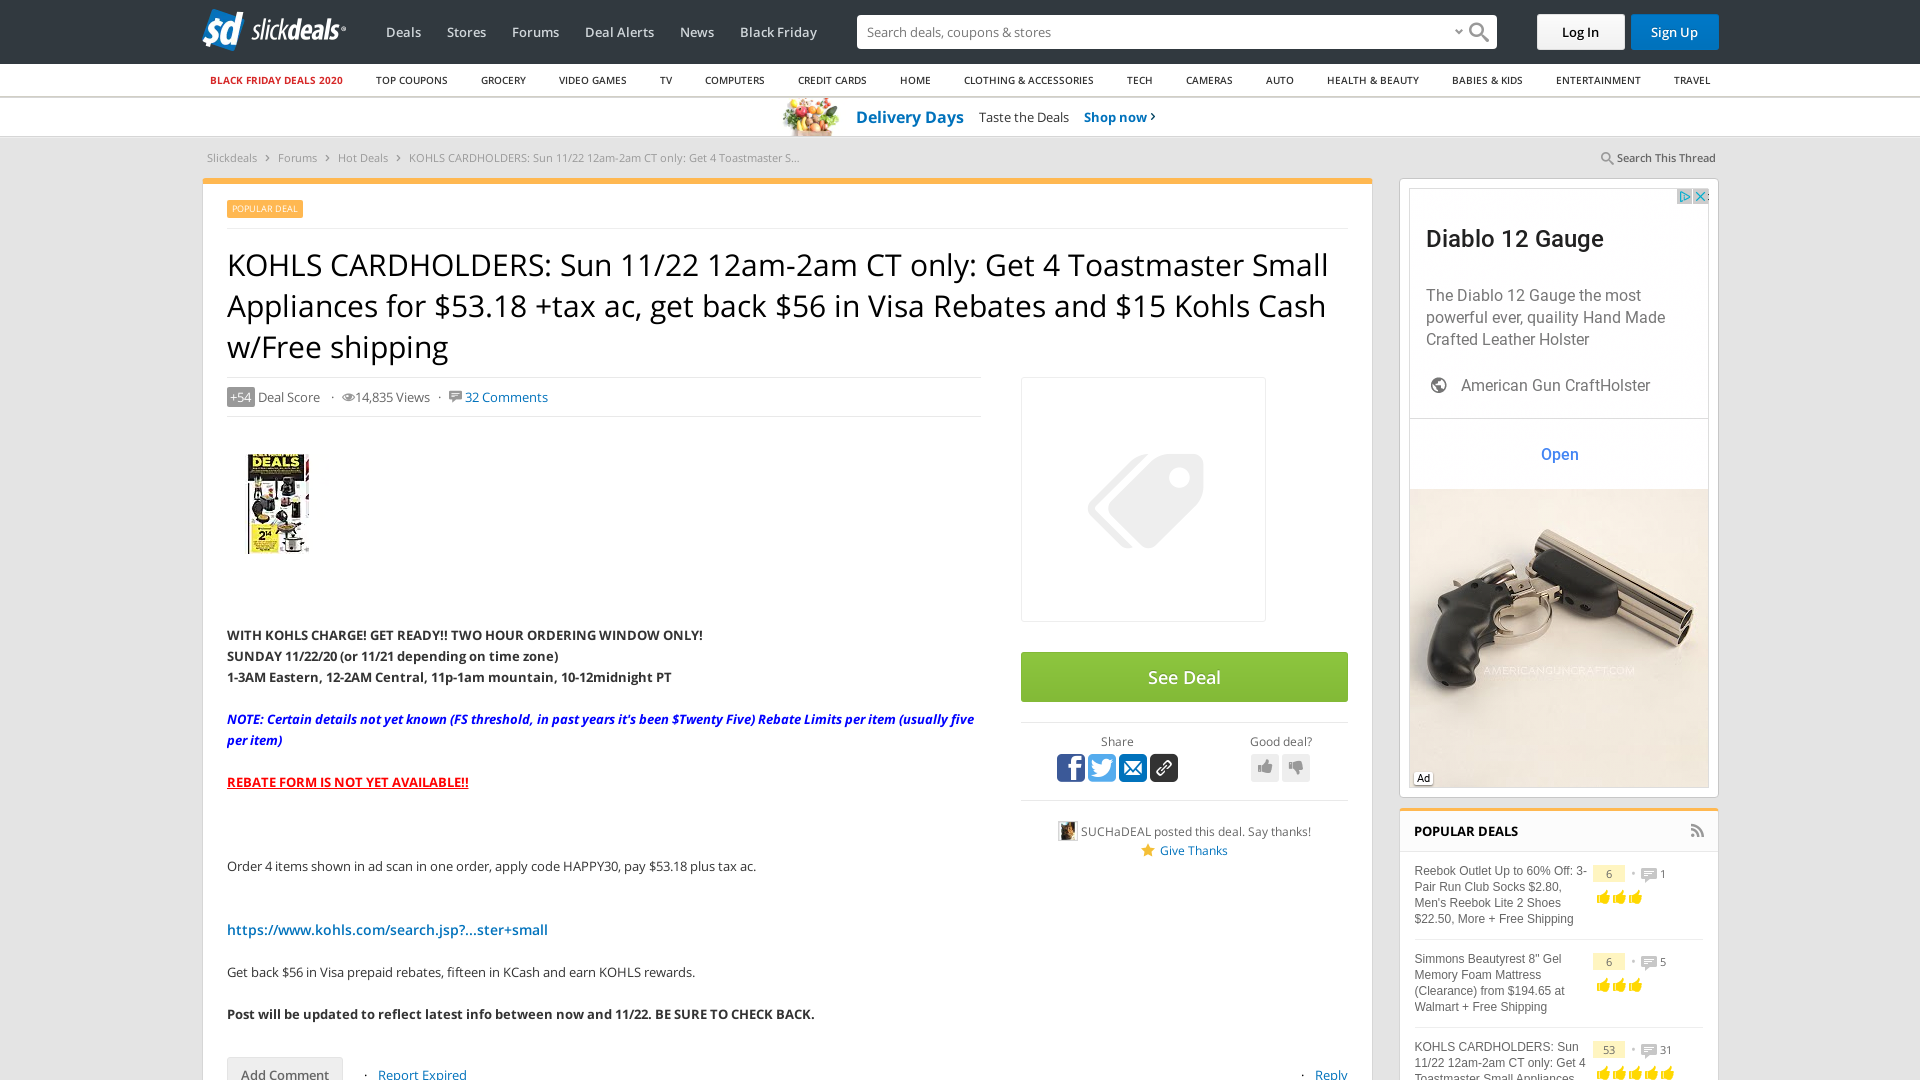 slickdeals
Deals
Stores
Forums
Deal Alerts
News
Black Friday
Search deals, coupons & stores
Log In
Sign Up
BLACK FRIDAY DEALS 2020
TOP COUPONS
GROCERY
VIDEO GAMES
TV
COMPUTERS
CREDIT CARDS
HOME
CLOTHING & ACCESSORIES
TECH
CAMERAS
AUTO
HEALTH & BEAUTY
BABIES & KIDS
ENTERTAINMENT
TRAVEL
Delivery Days Taste the Deals Shop now
Slickdeals > Forums > Hot Deals > KOHLS CARDHOLDERS: Sun 11/22 12am-2am CT only: Get 4 Toastmaster S...
Search This Thread
POPULAR DEAL
KOHLS CARDHOLDERS: Sun 11/22 12am-2am CT only: Get 4 Toastmaster Small
Appliances for $53.18 +tax ac, get back $56 in Visa Rebates and $15 Kohls Cash
w/Free shipping
+54 Deal Score · 14,835 Views · 32 Comments
DEALS
WITH KOHLS CHARGE! GET READY!! TWO HOUR ORDERING WINDOW ONLY!
SUNDAY 11/22/20 (or 11/21 depending on time zone)
1-3AM Eastern, 12-2AM Central, 11p-1am mountain, 10-12midnight PT
NOTE: Certain details not yet known (FS threshold, in past years it's been $Twenty Five) Rebate Limits per item (usually five
per item)
REBATE FORM IS NOT YET AVAILABLE!!
Order 4 items shown in ad scan in one order, apply code HAPPY30, pay $53.18 plus tax ac.
https://www.kohls.com/search.jsp?...ster+small
Get back $56 in Visa prepaid rebates, fifteen in KCash and earn KOHLS rewards.
Post will be updated to reflect latest info between now and 11/22. BE SURE TO CHECK BACK.
Add Comment · Report Expired · Reply
See Deal
Share
Good deal?
SUCHaDEAL posted this deal. Say thanks!
Give Thanks
Diablo 12 Gauge
The Diablo 12 Gauge the most
powerful ever, quaility Hand Made
Crafted Leather Holster
American Gun CraftHolster
Open
AMERICANGUNCRAFT.COM
Ad
POPULAR DEALS
Reebok Outlet Up to 60% Off: 3-
Pair Run Club Socks $2.80,
Men's Reebok Lite 2 Shoes
$22.50, More + Free Shipping
6 • 1
Simmons Beautyrest 8" Gel
Memory Foam Mattress
(Clearance) from $194.65 at
Walmart + Free Shipping
6 • 5
KOHLS CARDHOLDERS: Sun
11/22 12am-2am CT only: Get 4
Toastmaster Small Appliances
53 • 31